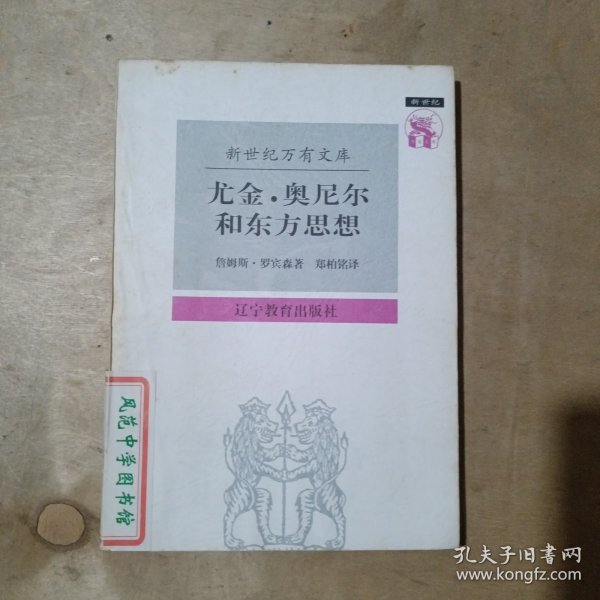 新世纪
新世纪万有文库
尤金·奥尼尔
和东方思想
詹姆斯·罗宾森著 郑柏铭译
辽宁教育出版社
风范中学图书馆
孔夫子旧书网
www.kongfz.com